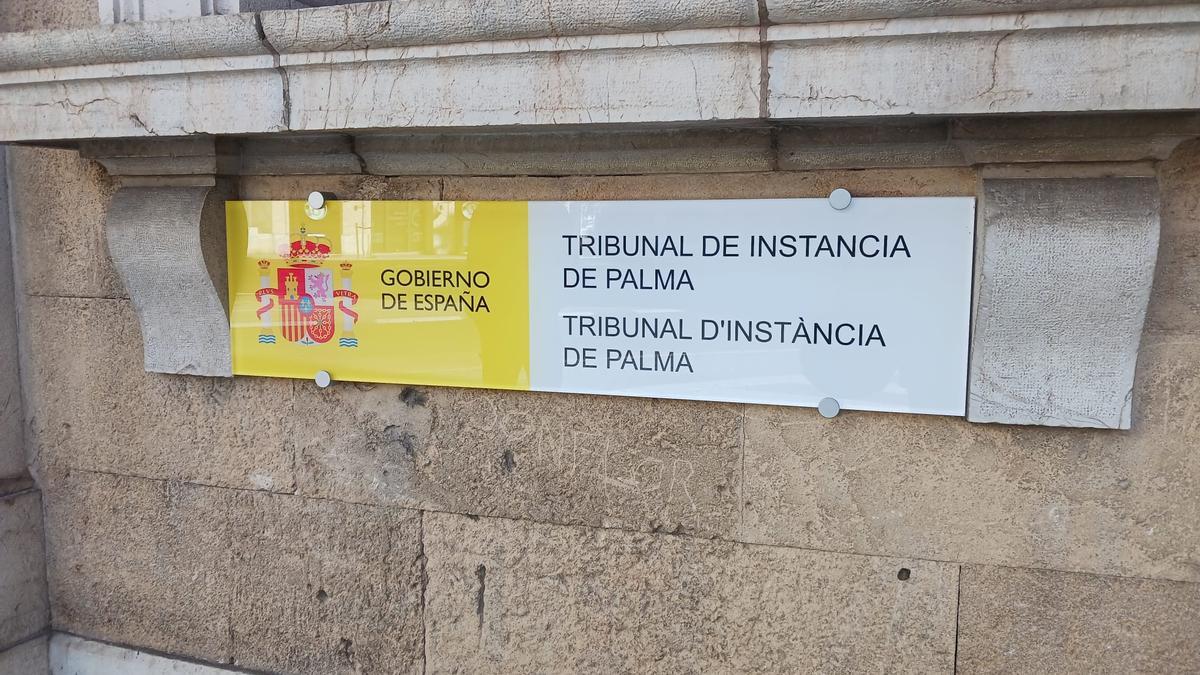 GOBIERNO
DE ESPAÑA
TRIBUNAL DE INSTANCIA
DE PALMA
TRIBUNAL D'INSTÀNCIA
DE PALMA